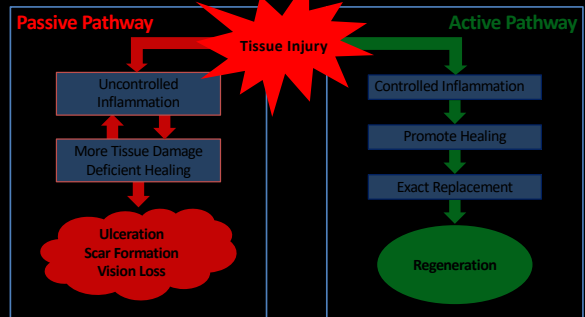 Passive Pathway
Tissue Injury
Active Pathway
Uncontrolled
Inflammation
More Tissue Damage
Deficient Healing
Ulceration
Scar Formation
Vision Loss
Controlled Inflammation
Promote Healing
Exact Replacement
Regeneration